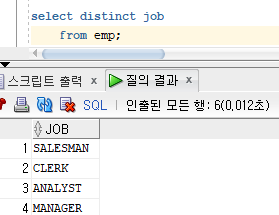 select distinct job
from emp;
스크립트 출력 x 질의 결과 x
SQL | 인출된 모든 행: 6(0,012초)
JOB
1 SALESMAN
2 CLERK
3 ANALYST
4 MANAGER